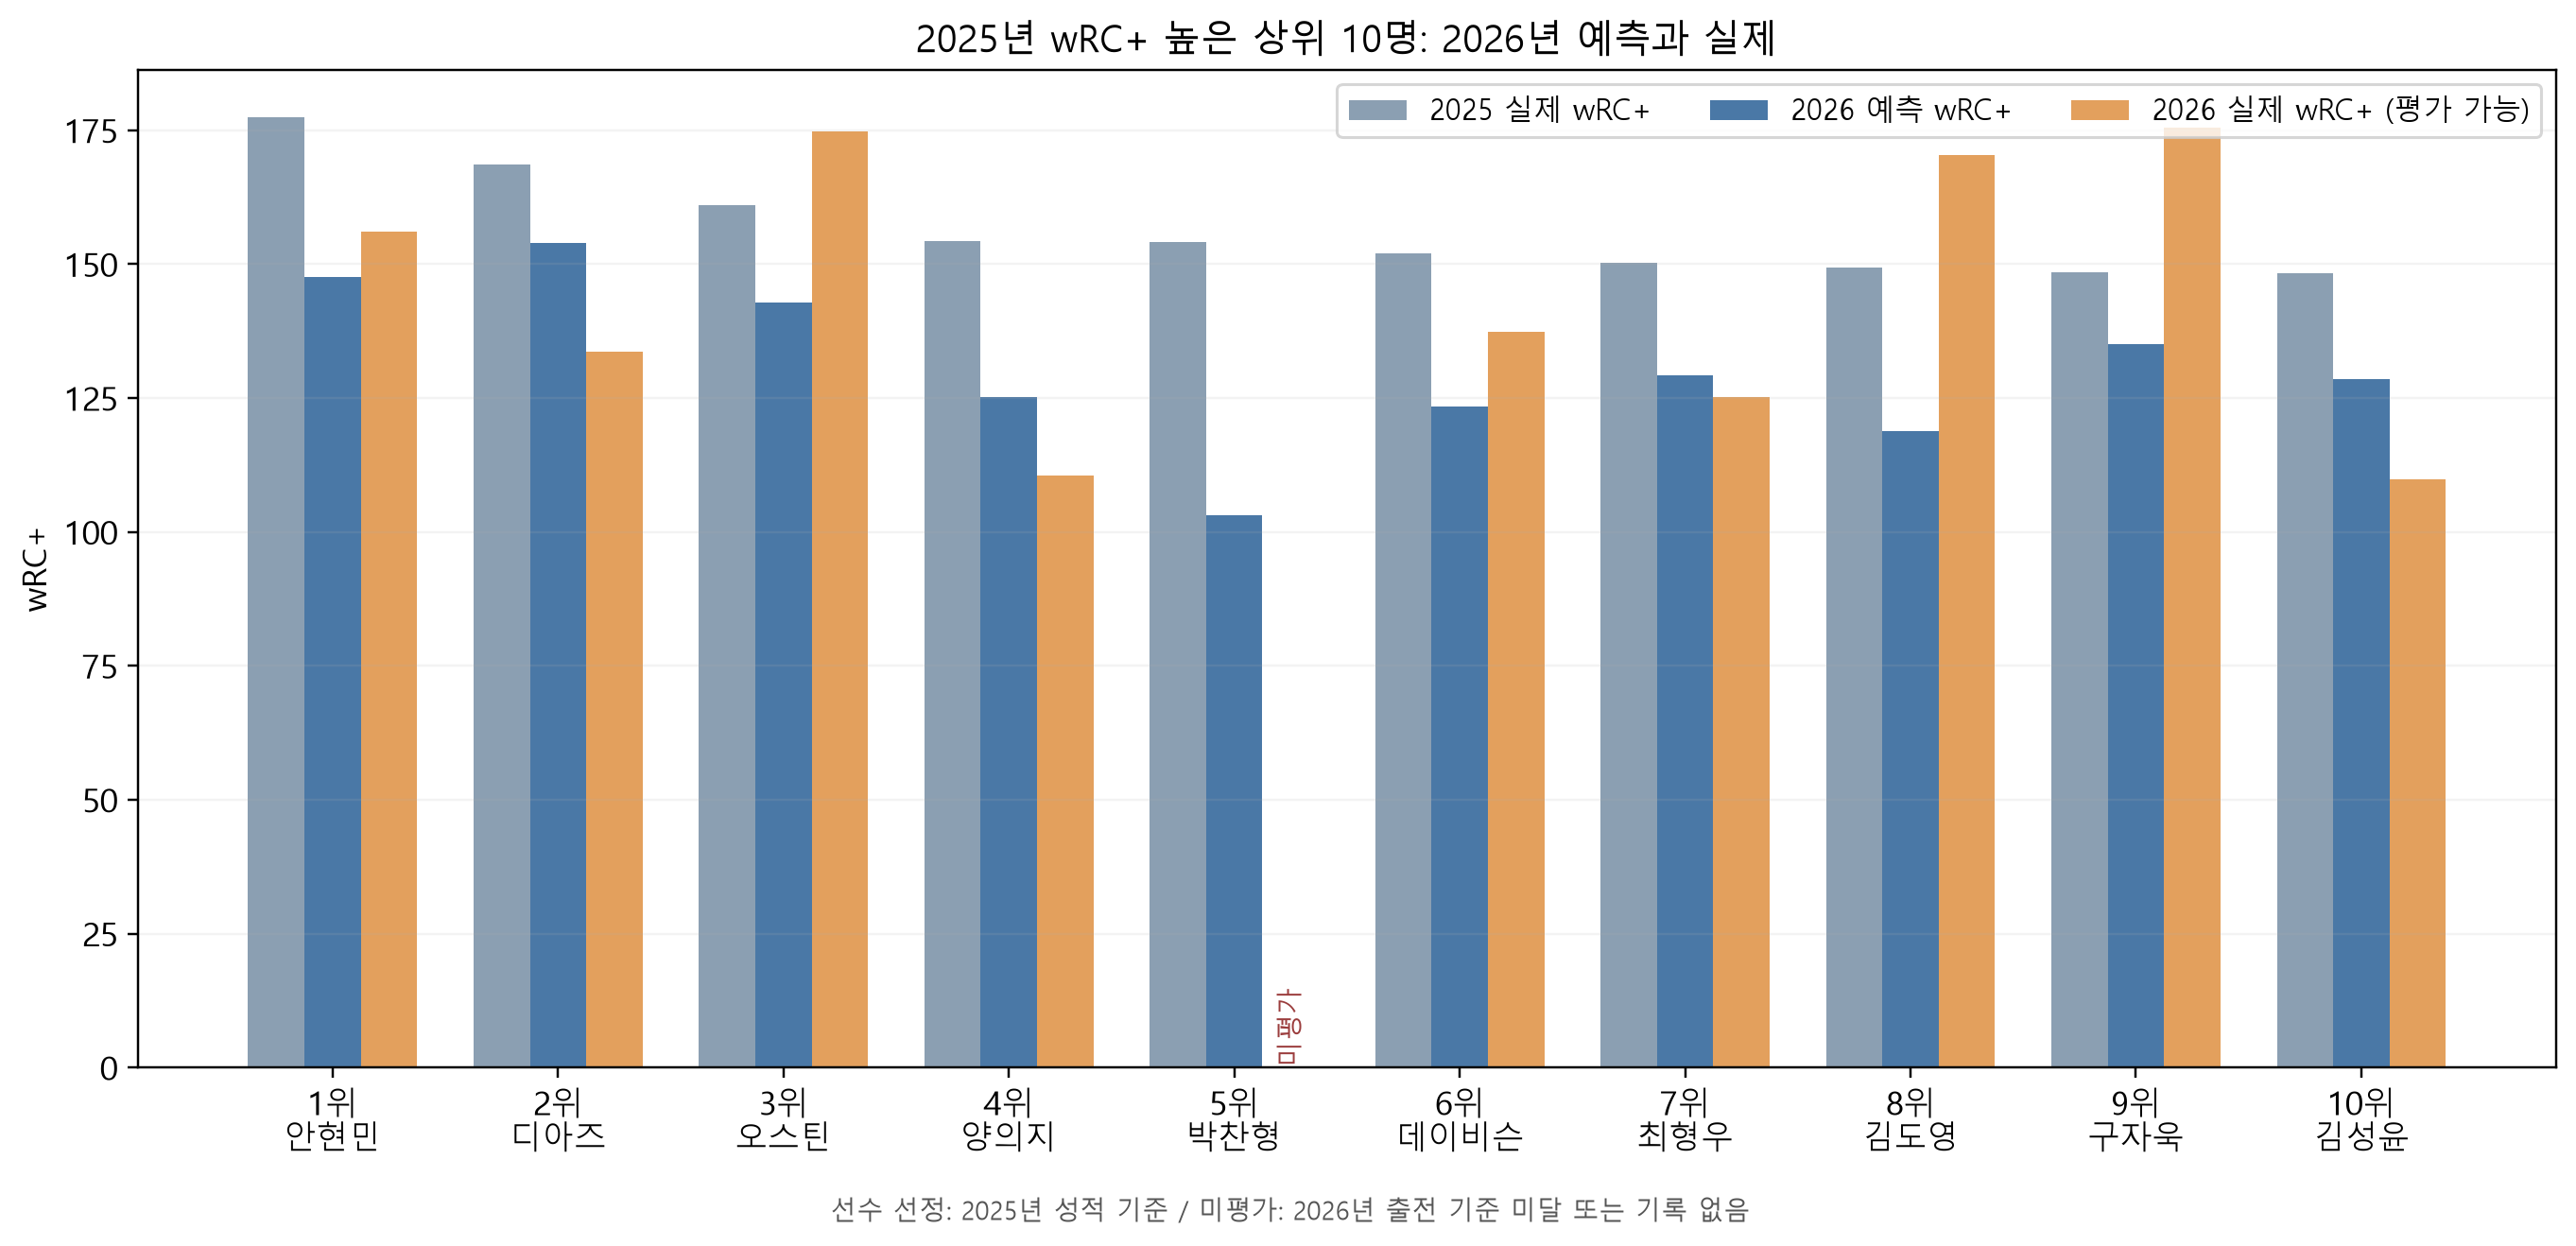 2025년 wRC+ 높은 상위 10명: 2026년 예측과 실제
2025 실제 wRC+
2026 예측 wRC+
2026 실제 wRC+ (평가 가능)
wRC+
175
150
125
100
75
50
25
0
미평가
1위
안현민
2위
디아즈
3위
오스틴
4위
양의지
5위
박찬형
6위
데이비슨
7위
최형우
8위
김도영
9위
구자욱
10위
김성윤
선수 선정: 2025년 성적 기준 / 미평가: 2026년 출전 기준 미달 또는 기록 없음